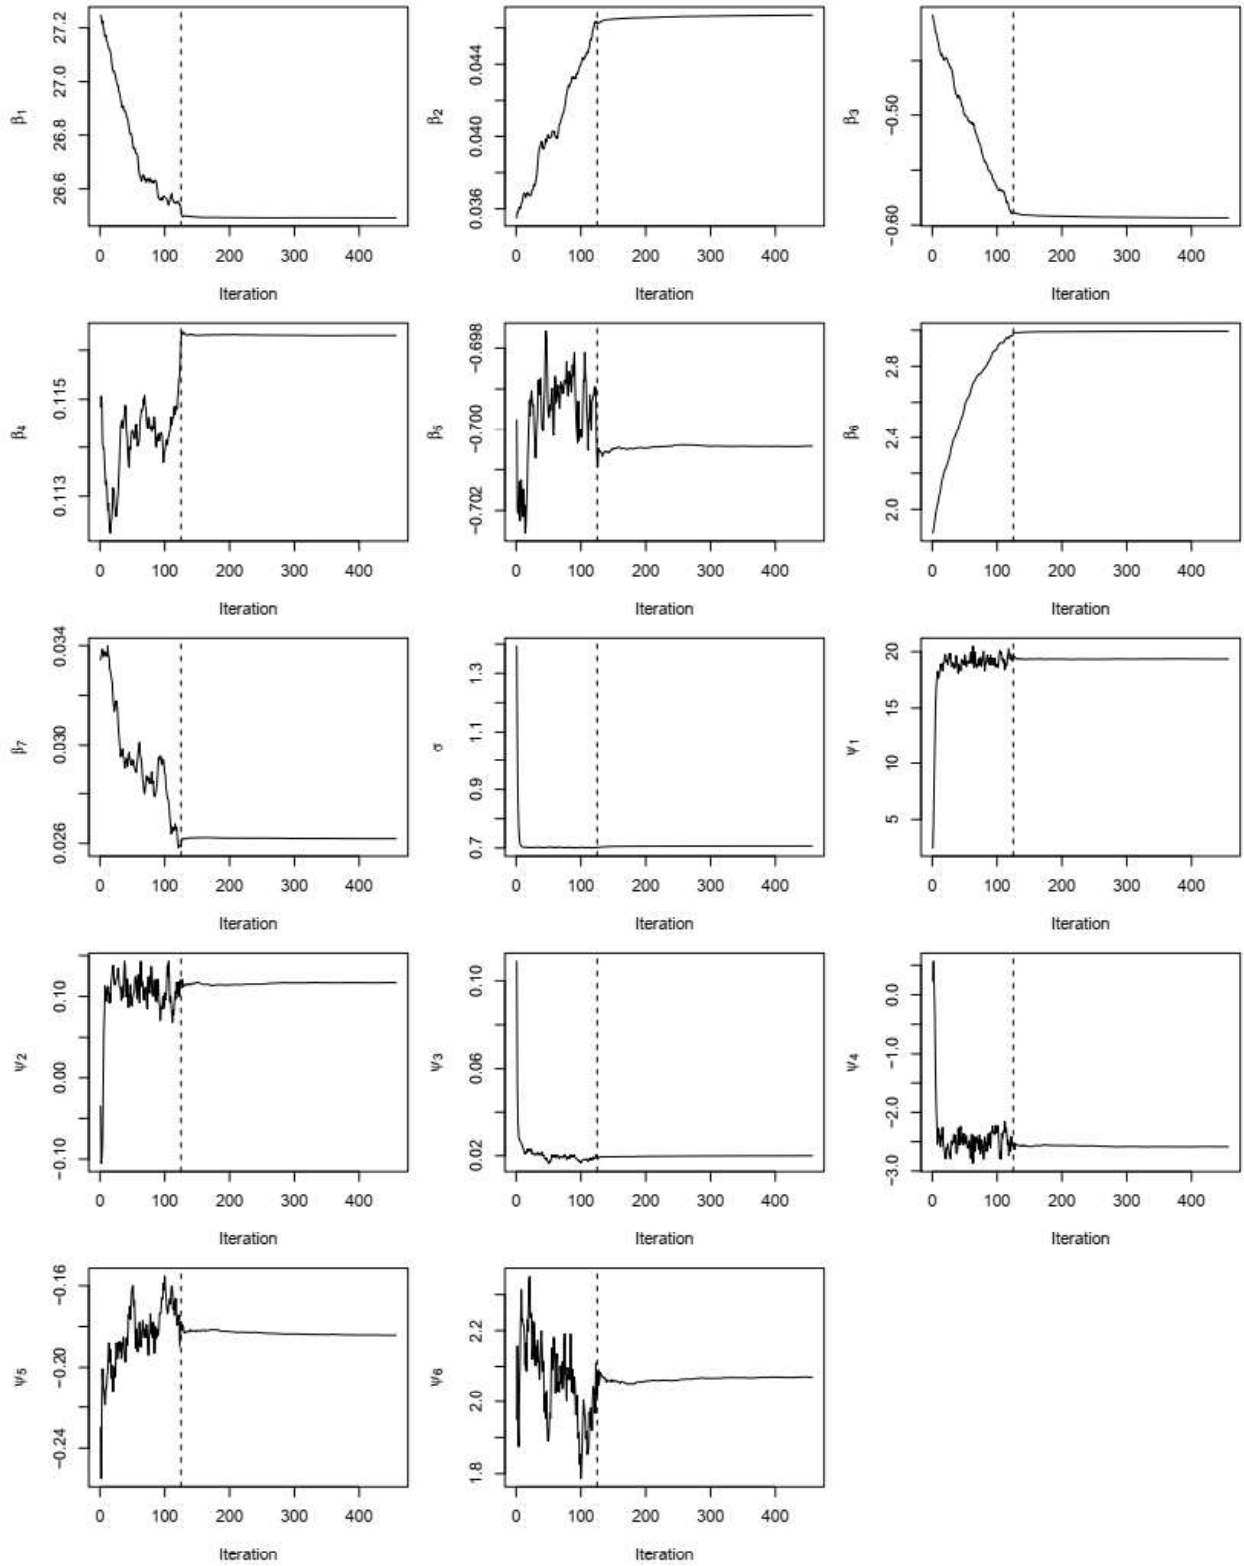 β1
27.2
27.0
26.8
26.6
0 100 200 300 400
Iteration
β2
0.044
0.040
0.036
0 100 200 300 400
Iteration
β3
−0.50
−0.60
0 100 200 300 400
Iteration
β4
0.115
0.113
0 100 200 300 400
Iteration
β5
−0.698
−0.700
−0.702
0 100 200 300 400
Iteration
β6
2.8
2.4
2.0
0 100 200 300 400
Iteration
β7
0.034
0.030
0.026
0 100 200 300 400
Iteration
σ
1.3
1.1
0.9
0.7
0 100 200 300 400
Iteration
ψ1
20
15
10
5
0 100 200 300 400
Iteration
ψ2
0.10
0.00
−0.10
0 100 200 300 400
Iteration
ψ3
0.10
0.06
0.02
0 100 200 300 400
Iteration
ψ4
0.0
−1.0
−2.0
−3.0
0 100 200 300 400
Iteration
ψ5
−0.16
−0.20
−0.24
0 100 200 300 400
Iteration
ψ6
2.2
2.0
1.8
0 100 200 300 400
Iteration